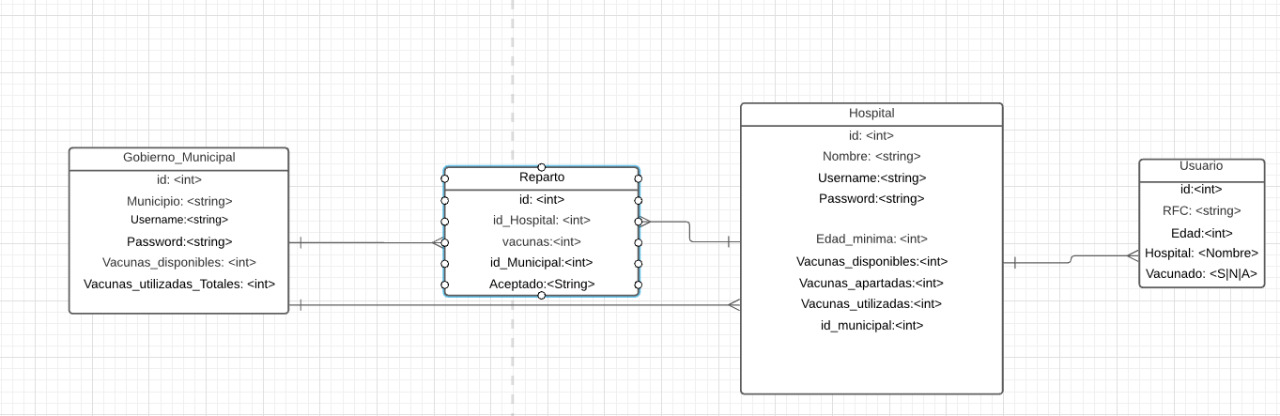 Gobierno_Municipal
id: <int>
Municipio: <string>
Username:<string>
Password:<string>
Vacunas_disponibles: <int>
Vacunas_utilizadas_Totales: <int>
Reparto
id: <int>
id_Hospital: <int>
vacunas:<int>
id_Municipal:<int>
Aceptado:<String>
Hospital
id: <int>
Nombre: <string>
Username:<string>
Password:<string>
Edad_minima: <int>
Vacunas_disponibles:<int>
Vacunas_apartadas:<int>
Vacunas_utilizadas:<int>
id_municipal:<int>
Usuario
id:<int>
RFC: <string>
Edad:<int>
Hospital: <Nombre>
Vacunado: <S|N|A>